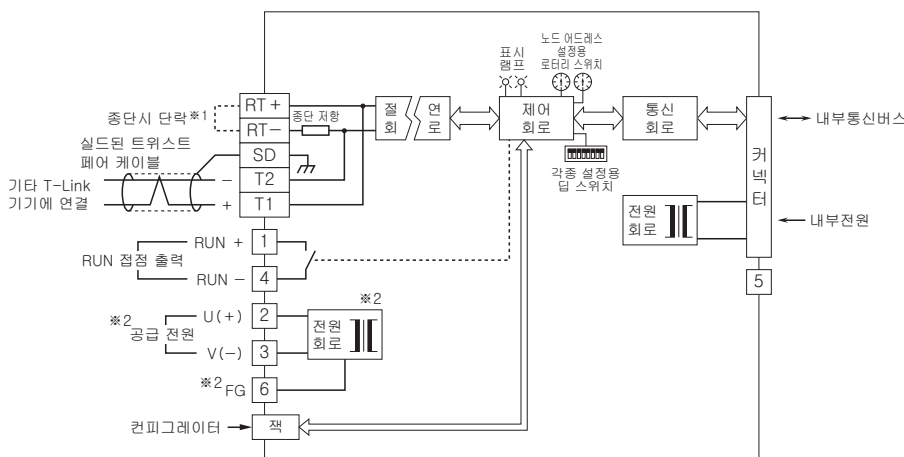 표시
램프
노드 어드레스
설정용
로터리 스위치
종단시 단락※1
RT+
RT−
SD
T2
T1
종단 저항
실드된 트위스트
페어 케이블
기타 T-Link
기기에 연결
−
+
절 연
회 로
제어
회로
통신
회로
커넥터
내부통신버스
각종 설정용
딥 스위치
전원
회로
내부전원
5
RUN +
1
RUN 접점 출력
RUN −
4
※2
U(+)
2
※2공급 전원
V(−)
3
전원
회로
※2FG
6
컨피그레이터
잭